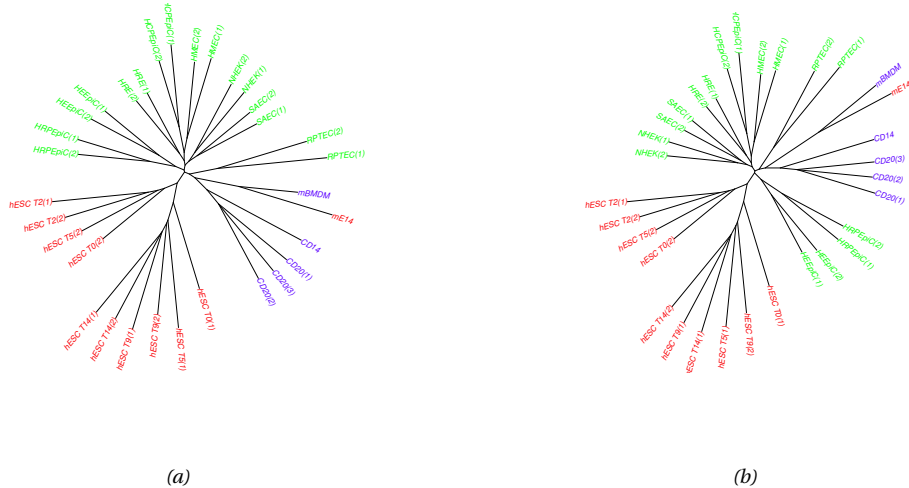 HCPEpiC(1)
HCPEpiC(2)
HMEC(2)
HMEC(1)
HRE(1)
HRE(2)
NHEK(2)
NHEK(1)
HEEpiC(1)
HEEpiC(2)
SAEC(2)
SAEC(1)
HRPEpiC(1)
HRPEpiC(2)
RPTEC(2)
RPTEC(1)
mBMDM
mE14
hESC T2(1)
hESC T2(2)
hESC T5(2)
hESC T0(2)
CD14
CD20(1)
CD20(3)
CD20(2)
hESC T0(1)
hESC T14(1)
hESC T14(2)
hESC T9(1)
hESC T9(2)
hESC T5(1)
(a)
HCPEpiC(1)
HCPEpiC(2)
HMEC(2)
HMEC(1)
RPTEC(2)
RPTEC(1)
mBMDM
mE14
HRE(1)
HRE(2)
SAEC(1)
SAEC(2)
NHEK(1)
NHEK(2)
CD14
CD20(3)
CD20(2)
CD20(1)
hESC T2(1)
hESC T2(2)
hESC T5(2)
hESC T0(2)
HRPEpiC(2)
HRPEpiC(1)
HEEpiC(2)
HEEpiC(1)
hESC T0(1)
hESC T14(2)
hESC T9(1)
hESC T14(1)
hESC T5(1)
hESC T9(2)
(b)